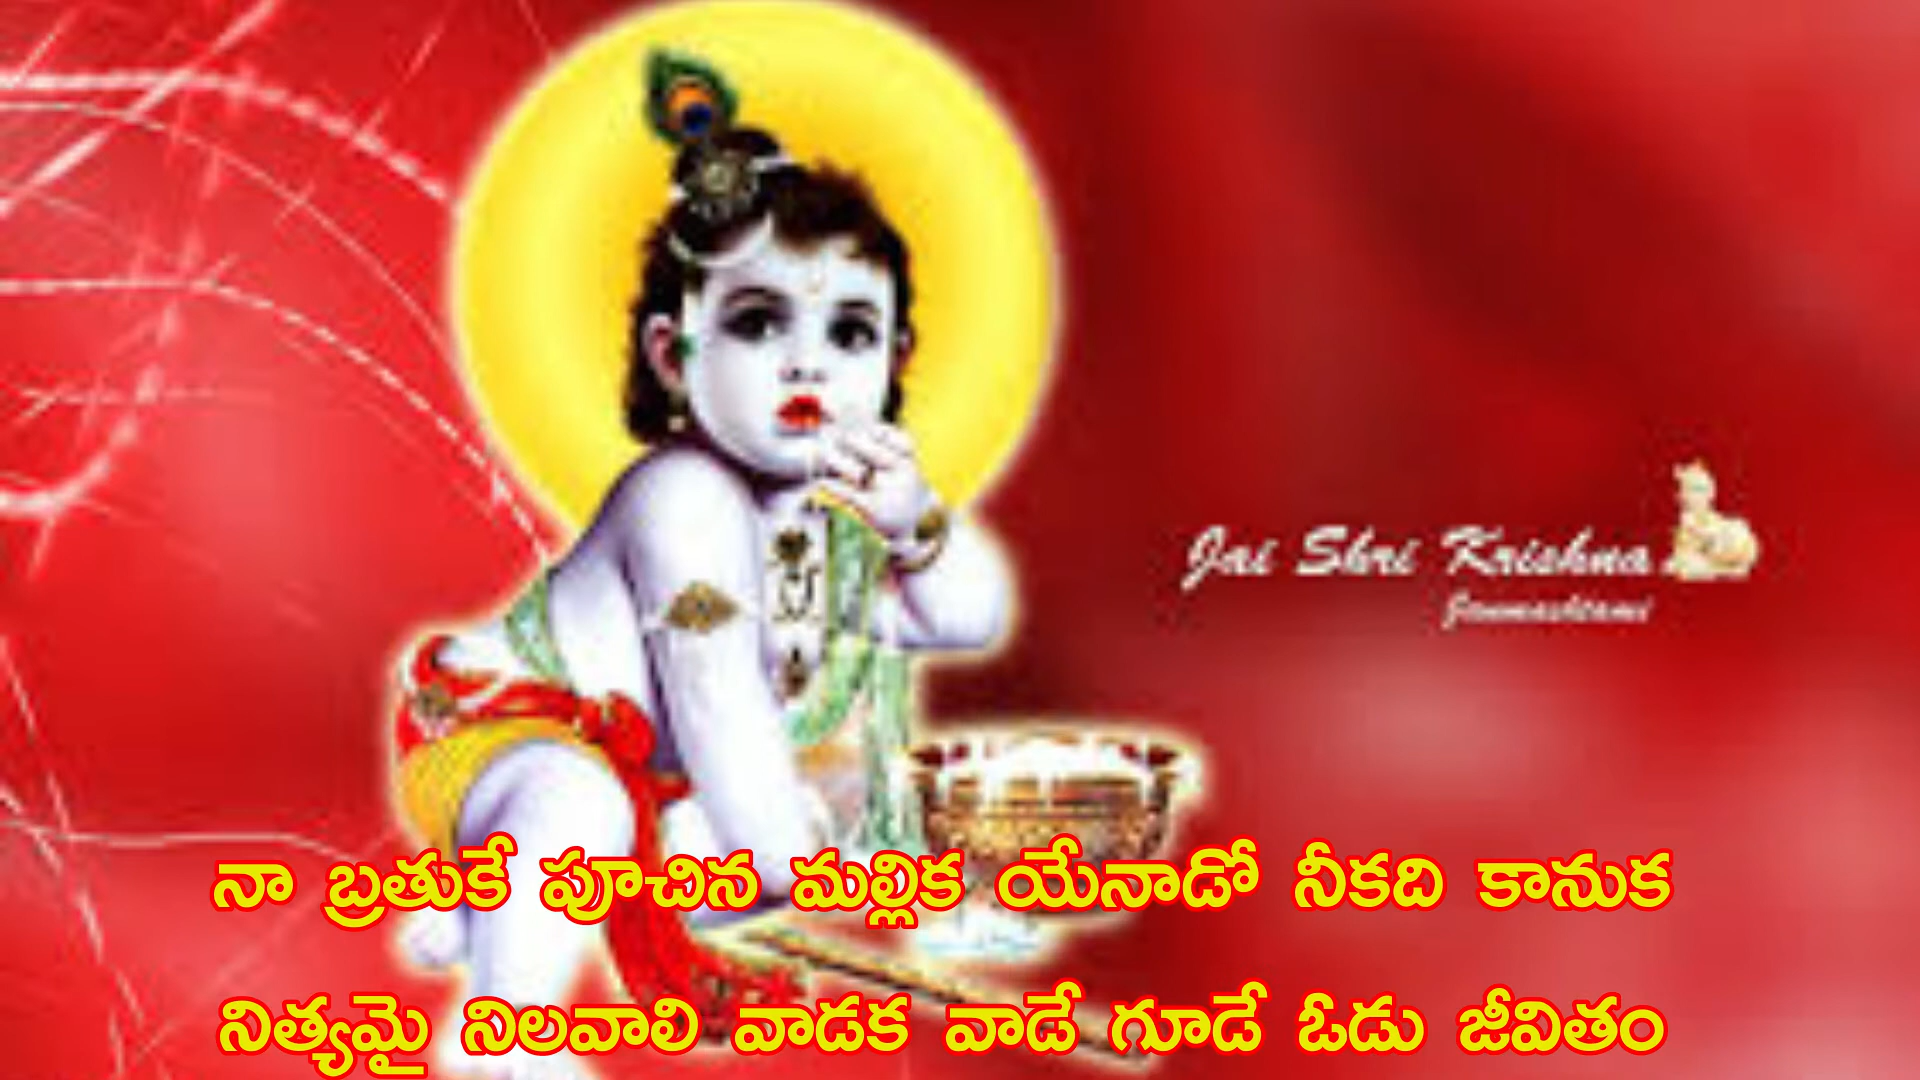 Jai Shri Krishna
Janmashtami
నా బ్రతుకే పూచిన మల్లిక యేనాడో నీకది కానుక
నిత్యమై నిలవాలి వాడక వాడే గూడే ఓడు జీవితం